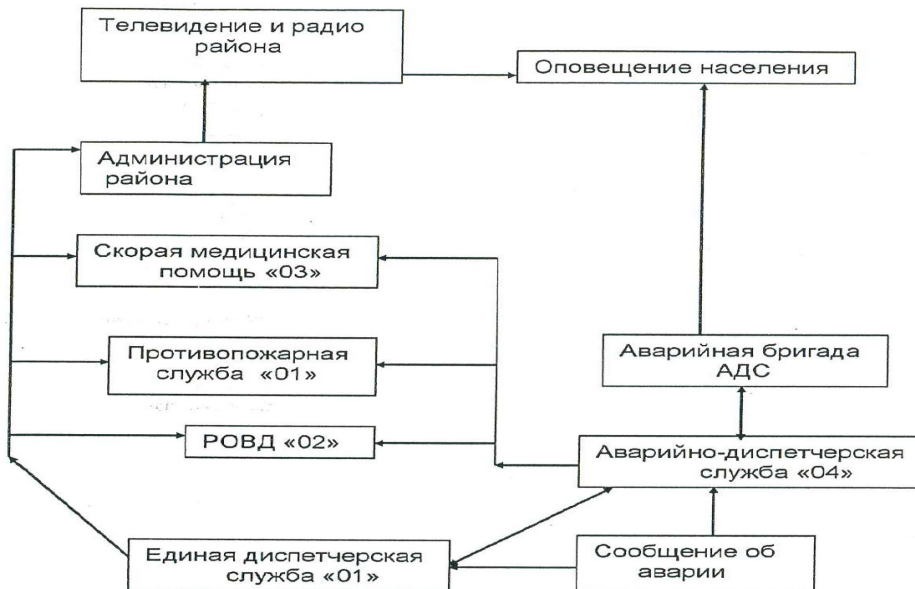 Телевидение и радио
района
Оповещение населения
Администрация
района
Скорая медицинская
помощь «03»
Противопожарная
служба «01»
Аварийная бригада
АДС
РОВД «02»
Аварийно-диспетчерская
служба «04»
Единая диспетчерская
служба «01»
Сообщение об
аварии